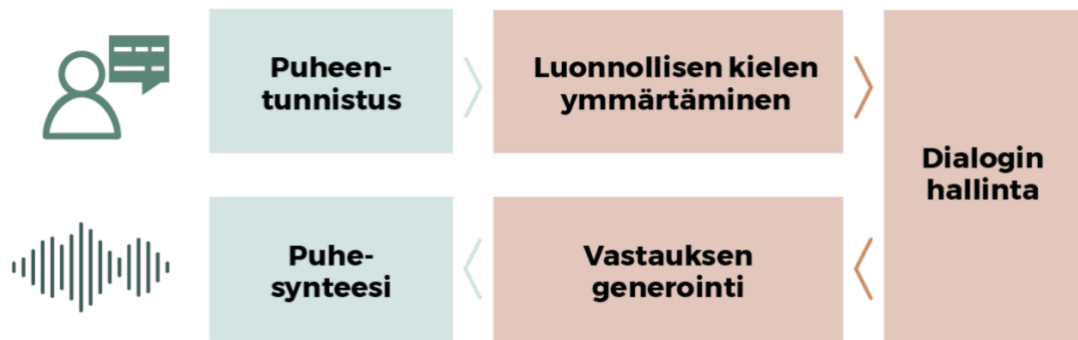 Puheen-
tunnistus
Luonnollisen kielen
ymmärtäminen
Dialogin
hallinta
Puhe-
synteesi
Vastauksen
generointi